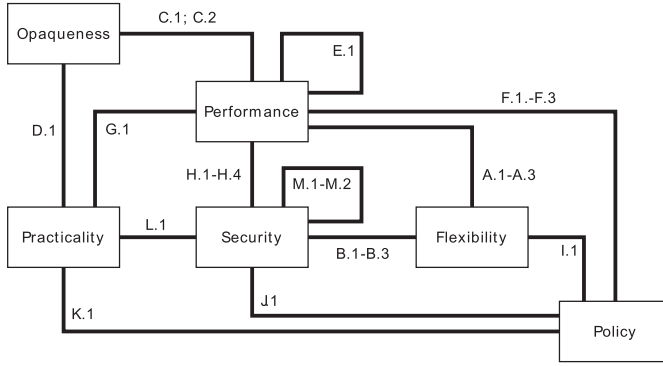 C.1; C.2
Opaqueness
E.1
Performance
F.1.-F.3
D.1
G.1
H.1-H.4
M.1-M.2
A.1-A.3
Practicality
L.1
Security
B.1-B.3
Flexibility
I.1
J.1
K.1
Policy